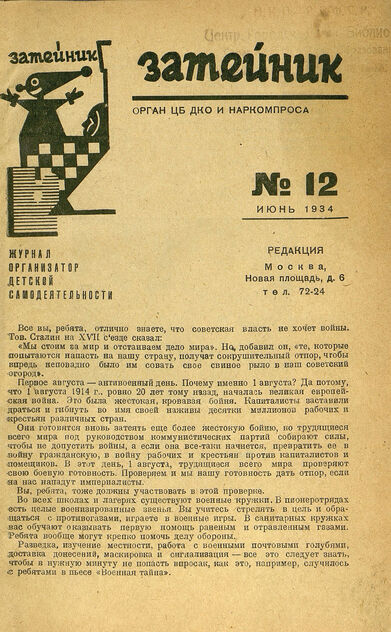 Центр
Библио
затейник
затейник
ОРГАН ЦБ ДКО И НАРКОМПРОСА
№ 12
ИЮНЬ 1934
ЖУРНАЛ
ОРГАНИЗАТОР
ДЕТСКОЙ
САМОДЕЯТЕЛЬНОСТИ
РЕДАКЦИЯ
Москва,
Новая площадь, д. 6
тел. 72-24
Все вы, ребята, отлично знаете, что советская власть не хочет войны.
Тов. Сталин на XVII с'езде сказал:
«Мы стоим за мир и отстаиваем дело мира». Но, добавил он, «те, которые
попытаются напасть на нашу страну, получат сокрушительный отпор, чтобы
впредь неповадно было им совать свое свиное рыло в наш советский
огород».
Первое августа — антивоенный день. Почему именно 1 августа? Да потому,
что 1 августа 1914 г. ровно 20 лет тому назад, началась великая европей-
ская война. Это была жестокая, кровавая бойня. Капиталисты заставили
драться и гибнуть во имя своей наживы десятки миллионов рабочих и
крестьян различных стран.
Они готовятся вновь затеять еще более жестокую бойню, но трудящиеся
всего мира под руководством коммунистических партий собирают силы,
чтобы не допустить войны, а если она все-таки начнется, превратить ее в
войну гражданскую, в войну рабочих и крестьян против капиталистов и
помещиков. В этот день, 1 августа, трудящиеся всего мира проверяют
свою боевую готовность. Проверяем и мы нашу готовность дать отпор, если
на нас нападут империалисты.
Вы, ребята, тоже должны участвовать в этой проверке.
Во всех школах и лагерях существуют военные кружки. В пионеротрядах
есть целые военизированные звенья. Вы учитесь стрелять в цель и обра-
щаться с противогазами, играете в военные игры. В санитарных кружках
вас обучают оказывать первую помощь раненым и отравленным газами.
Ребята вообще могут крепко помочь делу обороны.
Разведка, изучение местности, работа с военными почтовыми голубями,
доставка донесений, маскировка и сигнализация — все это следует знать,
чтобы в нужную минуту не попасть впросак, как это, например, случилось
с ребятами в пьесе «Военная тайна».